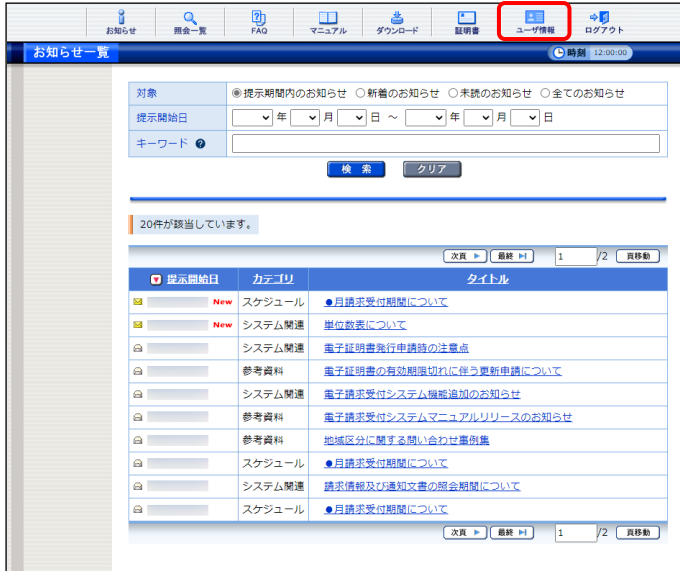 お知らせ 照会一覧 FAQ マニュアル ダウンロード 証明書 ユーザ情報 ログアウト
お知らせ一覧 時刻 12:00:00
対象 提示期間内のお知らせ 新着のお知らせ 未読のお知らせ 全てのお知らせ
提示開始日 年 月 日 ～ 年 月 日
キーワード ?
検 索 クリア
20件が該当しています。
次頁 最終 1 /2 頁移動
提示開始日 カテゴリ タイトル
New スケジュール ●月請求受付期間について
New システム関連 単位数表について
システム関連 電子証明書発行申請時の注意点
参考資料 電子証明書の有効期限切れに伴う更新申請について
システム関連 電子請求受付システム機能追加のお知らせ
参考資料 電子請求受付システムマニュアルリリースのお知らせ
参考資料 地域区分に関する問い合わせ事例集
スケジュール ●月請求受付期間について
システム関連 請求情報及び通知文書の照会期間について
スケジュール ●月請求受付期間について
次頁 最終 1 /2 頁移動